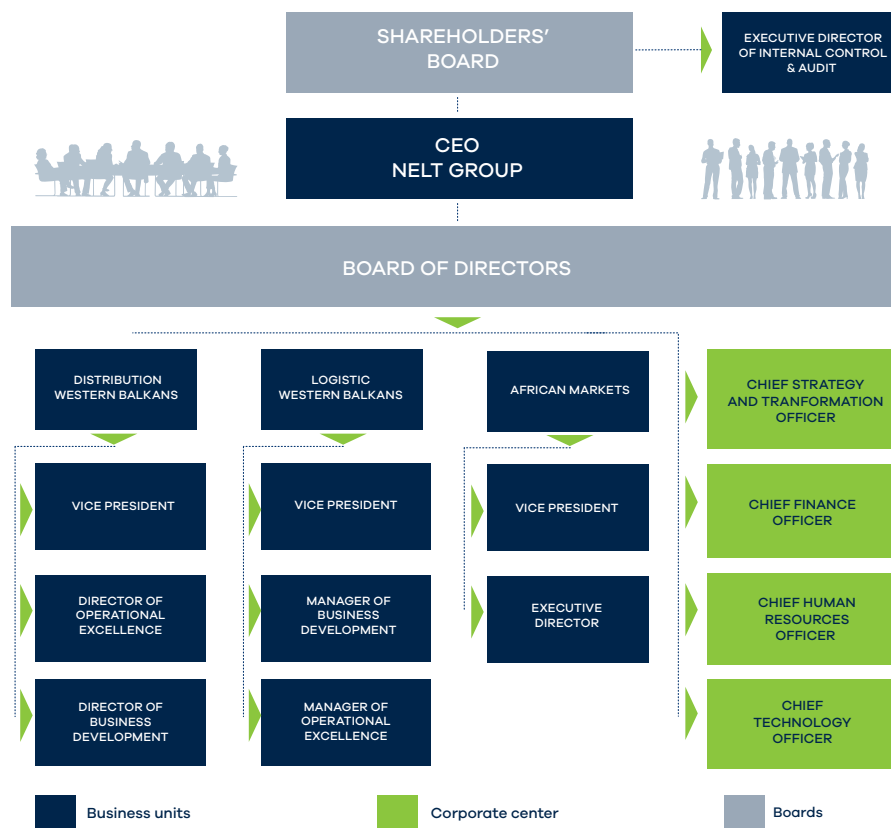 SHAREHOLDERS'
BOARD
EXECUTIVE DIRECTOR
OF INTERNAL CONTROL
& AUDIT
CEO
NELT GROUP
BOARD OF DIRECTORS
DISTRIBUTION
WESTERN BALKANS
VICE PRESIDENT
DIRECTOR OF
OPERATIONAL
EXCELLENCE
DIRECTOR OF
BUSINESS
DEVELOPMENT
LOGISTIC
WESTERN BALKANS
VICE PRESIDENT
MANAGER OF
BUSINESS
DEVELOPMENT
MANAGER OF
OPERATIONAL
EXCELLENCE
AFRICAN MARKETS
VICE PRESIDENT
EXECUTIVE
DIRECTOR
CHIEF STRATEGY
AND TRANFORMATION
OFFICER
CHIEF FINANCE
OFFICER
CHIEF HUMAN
RESOURCES
OFFICER
CHIEF
TECHNOLOGY
OFFICER
Business units
Corporate center
Boards